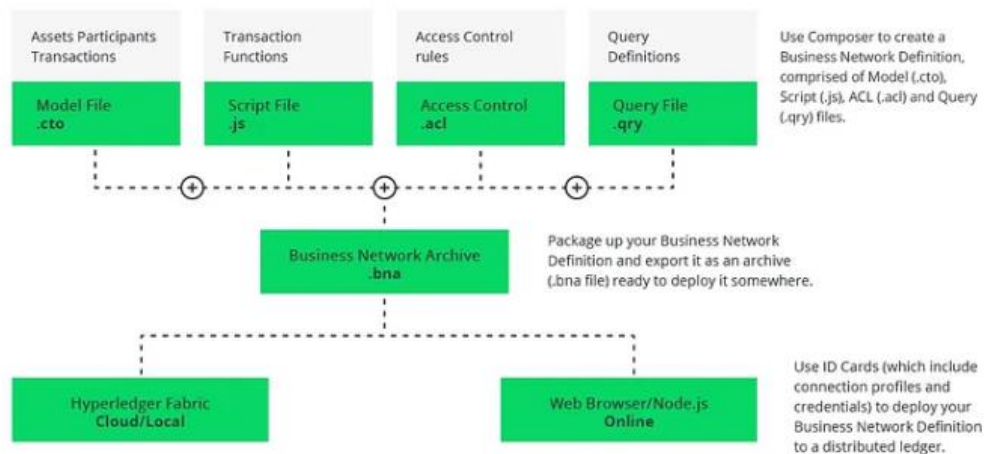 Assets Participants
Transactions
Transaction
Functions
Access Control
rules
Query
Definitions
Use Composer to create a
Business Network Definition,
comprised of Model (.cto),
Script (.js), ACL (.acl) and Query
(.qry) files.
Model File
.cto
Script File
.js
Access Control
.acl
Query File
.qry
Business Network Archive
.bna
Package up your Business Network
Definition and export it as an archive
(.bna file) ready to deploy it somewhere.
Hyperledger Fabric
Cloud/Local
Web Browser/Node.js
Online
Use ID Cards (which include
connection profiles and
credentials) to deploy your
Business Network Definition
to a distributed ledger.